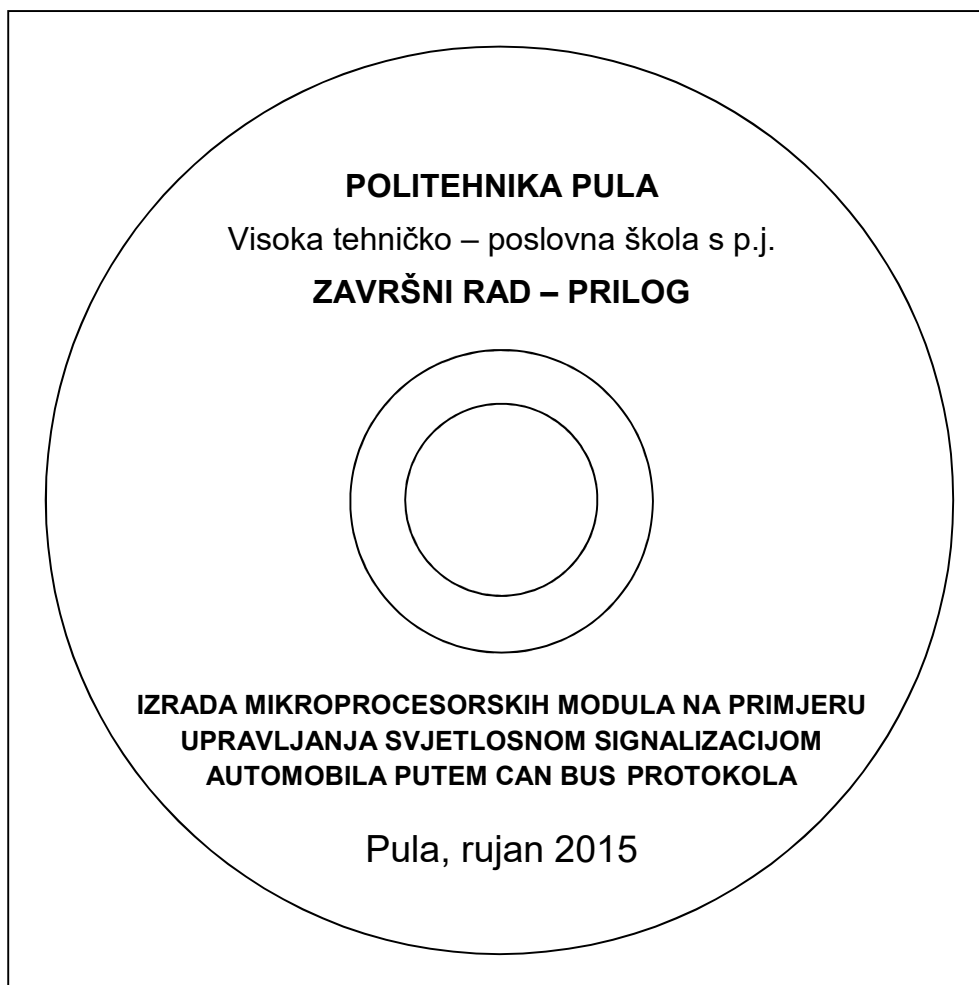 POLITEHNIKA PULA
Visoka tehničko – poslovna škola s p.j.
ZAVRŠNI RAD – PRILOG
IZRADA MIKROPROCESORSKIH MODULA NA PRIMJERU
UPRAVLJANJA SVJETLOSNOM SIGNALIZACIJOM
AUTOMOBILA PUTEM CAN BUS PROTOKOLA
Pula, rujan 2015